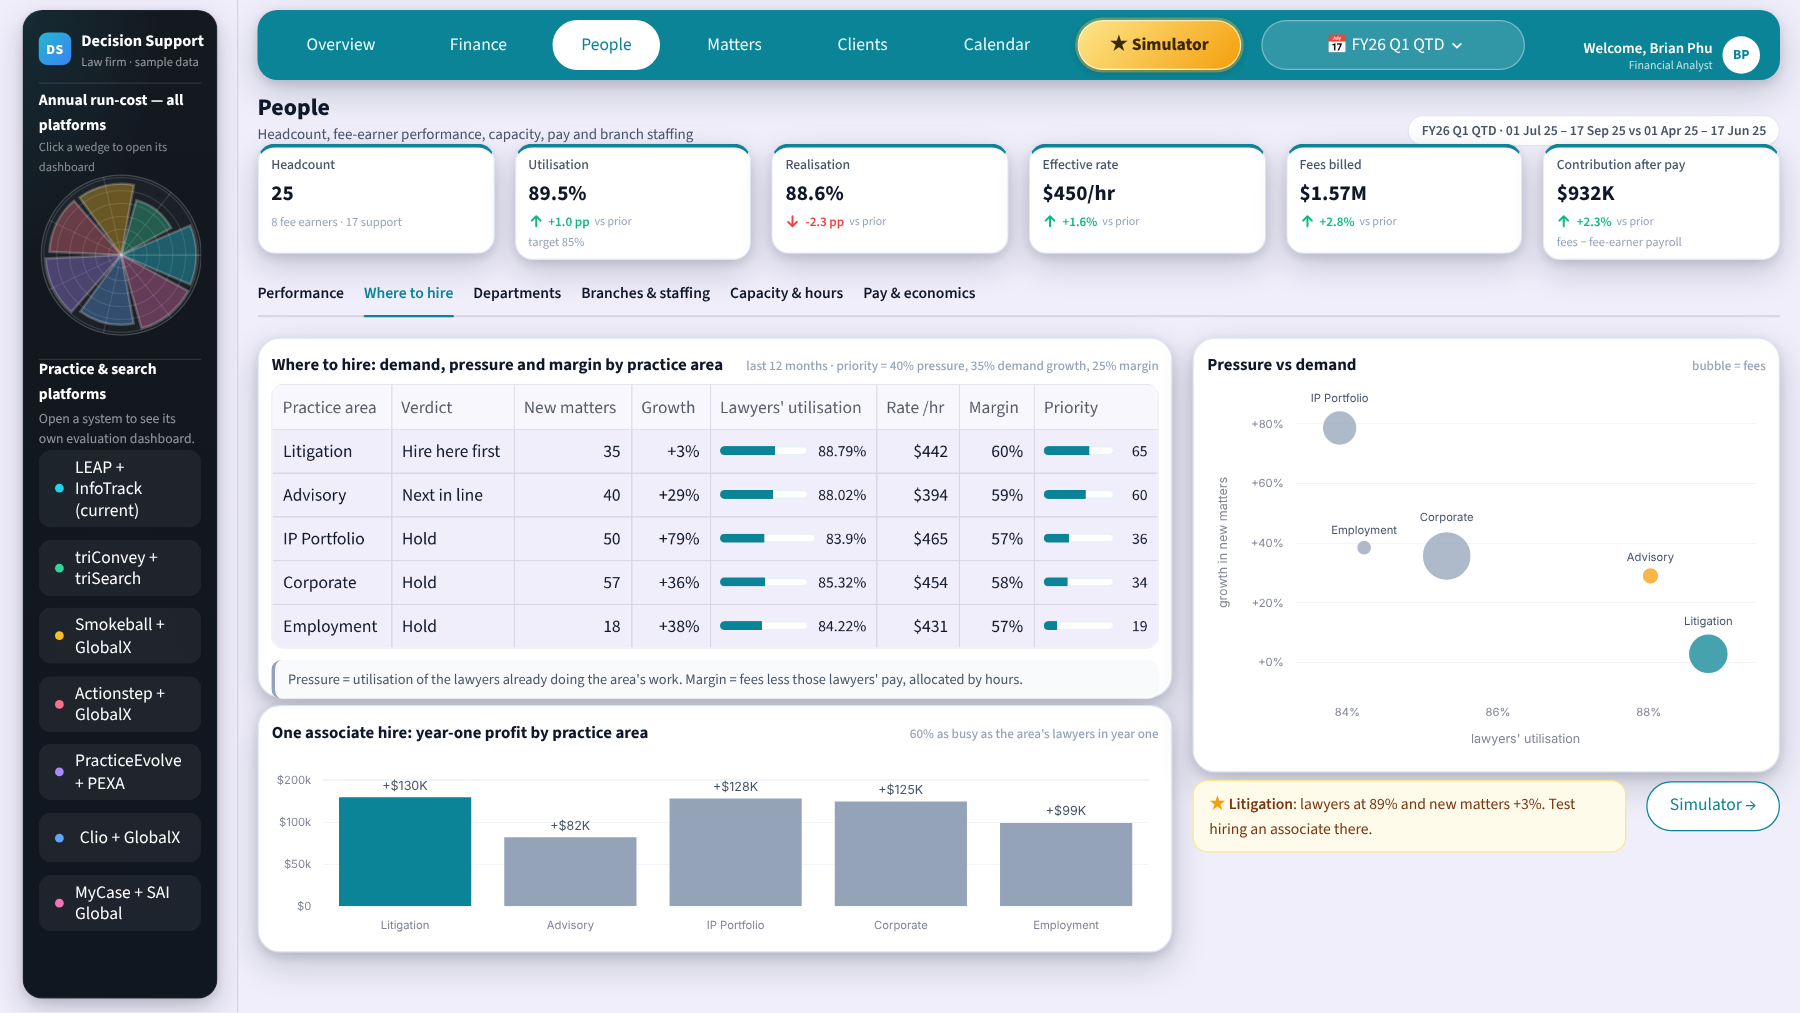 DS
Decision Support
Law firm · sample data
Annual run-cost — all
platforms
Click a wedge to open its
dashboard
Practice & search
platforms
Open a system to see its
own evaluation dashboard.
LEAP +
InfoTrack
(current)
triConvey +
triSearch
Smokeball +
GlobalX
Actionstep +
GlobalX
PracticeEvolve
+ PEXA
Clio + GlobalX
MyCase + SAI
Global
Overview
Finance
People
Matters
Clients
Calendar
★ Simulator
📅 FY26 Q1 QTD
Welcome, Brian Phu
Financial Analyst
BP
People
Headcount, fee-earner performance, capacity, pay and branch staffing
FY26 Q1 QTD · 01 Jul 25 – 17 Sep 25 vs 01 Apr 25 – 17 Jun 25
Headcount
25
8 fee earners · 17 support
Utilisation
89.5%
↑ +1.0 pp vs prior
target 85%
Realisation
88.6%
↓ -2.3 pp vs prior
Effective rate
$450/hr
↑ +1.6% vs prior
Fees billed
$1.57M
↑ +2.8% vs prior
Contribution after pay
$932K
↑ +2.3% vs prior
fees − fee-earner payroll
Performance
Where to hire
Departments
Branches & staffing
Capacity & hours
Pay & economics
Where to hire: demand, pressure and margin by practice area
last 12 months · priority = 40% pressure, 35% demand growth, 25% margin
Practice area Verdict New matters Growth Lawyers' utilisation Rate /hr Margin Priority
Litigation Hire here first 35 +3% 88.79% $442 60% 65
Advisory Next in line 40 +29% 88.02% $394 59% 60
IP Portfolio Hold 50 +79% 83.9% $465 57% 36
Corporate Hold 57 +36% 85.32% $454 58% 34
Employment Hold 18 +38% 84.22% $431 57% 19
Pressure = utilisation of the lawyers already doing the area's work. Margin = fees less those lawyers' pay, allocated by hours.
One associate hire: year-one profit by practice area
60% as busy as the area's lawyers in year one
$200k
$100k
$50k
$0
+$130K
+$82K
+$128K
+$125K
+$99K
Litigation
Advisory
IP Portfolio
Corporate
Employment
Pressure vs demand
bubble = fees
growth in new matters
+80%
+60%
+40%
+20%
+0%
IP Portfolio
Employment
Corporate
Advisory
Litigation
84%
86%
88%
lawyers' utilisation
★ Litigation: lawyers at 89% and new matters +3%. Test
hiring an associate there.
Simulator →